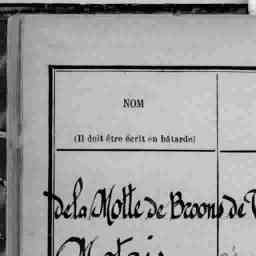 NOM
(Il doit être écrit en bâtarde)
de la Motte de Broons de V